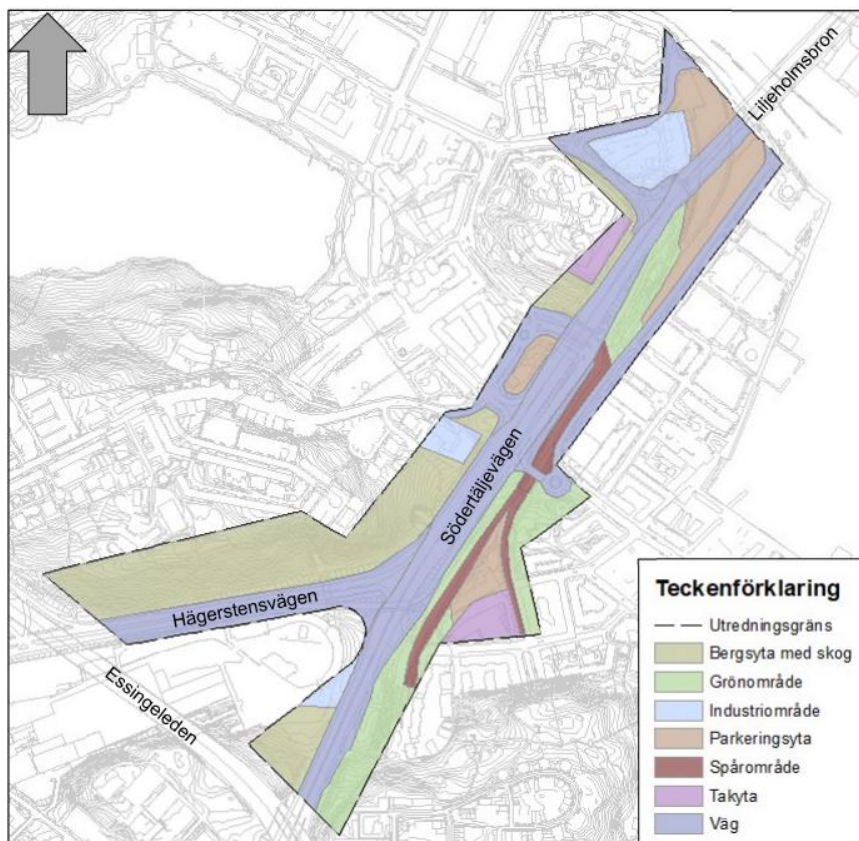 Liljeholmsbron
Södertäljevägen
Hägerstensvägen
Essingeleden
Teckenförklaring
Utredningsgräns
Bergsyta med skog
Grönområde
Industriområde
Parkeringsyta
Spårområde
Takyta
Väg